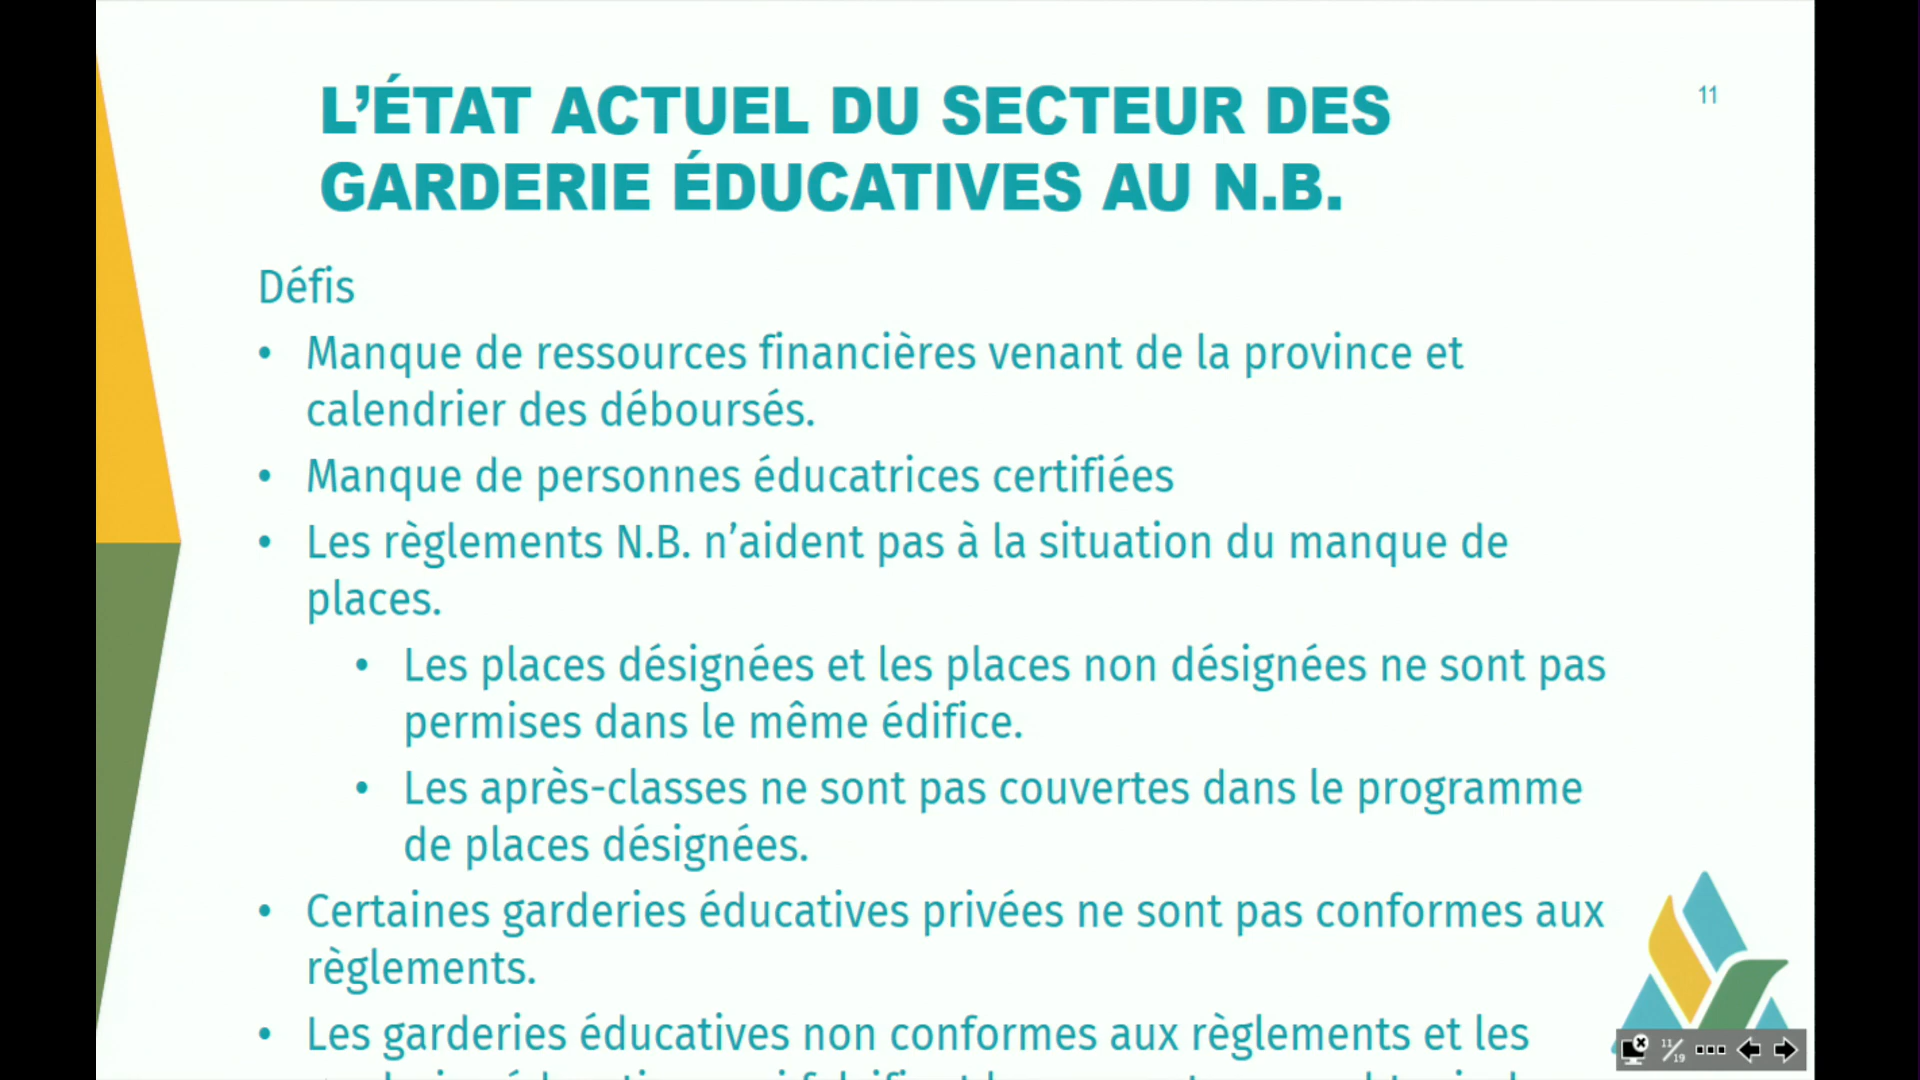 L'ÉTAT ACTUEL DU SECTEUR DES
11
GARDERIE ÉDUCATIVES AU N.B.
Défis
• Manque de ressources financières venant de la province et
calendrier des déboursés.
• Manque de personnes éducatrices certifiées
• Les règlements N.B. n'aident pas à la situation du manque de
places.
• Les places désignées et les places non désignées ne sont pas
permises dans le même édifice.
• Les après-classes ne sont pas couvertes dans le programme
de places désignées.
• Certaines garderies éducatives privées ne sont pas conformes aux
règlements.
• Les garderies éducatives non conformes aux règlements et les
11/19